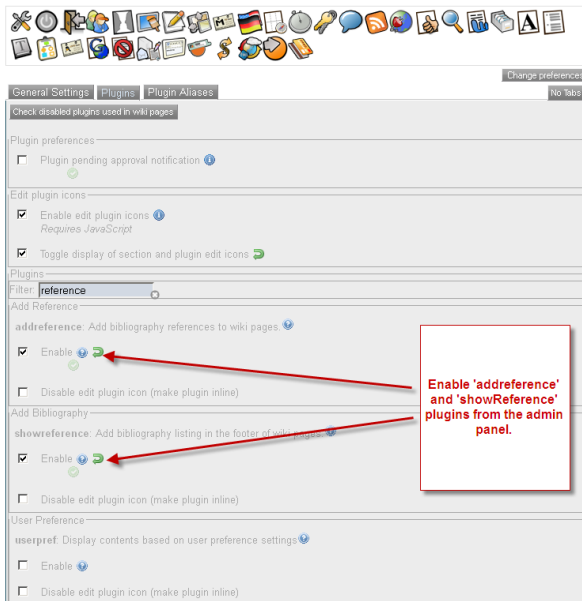 Change preferences
General Settings Plugins Plugin Aliases
No Tabs
Check disabled plugins used in wiki pages
Plugin preferences
Plugin pending approval notification
Edit plugin icons
Enable edit plugin icons
Requires JavaScript
Toggle display of section and plugin edit icons
Plugins
Filter: reference
Add Reference
addreference: Add bibliography references to wiki pages.
Enable
Disable edit plugin icon (make plugin inline)
Add Bibliography
showreference: Add bibliography listing in the footer of wiki pages.
Enable
Disable edit plugin icon (make plugin inline)
User Preference
userpref: Display contents based on user preference settings
Enable
Disable edit plugin icon (make plugin inline)
Enable 'addreference'
and 'showReference'
plugins from the admin
panel.